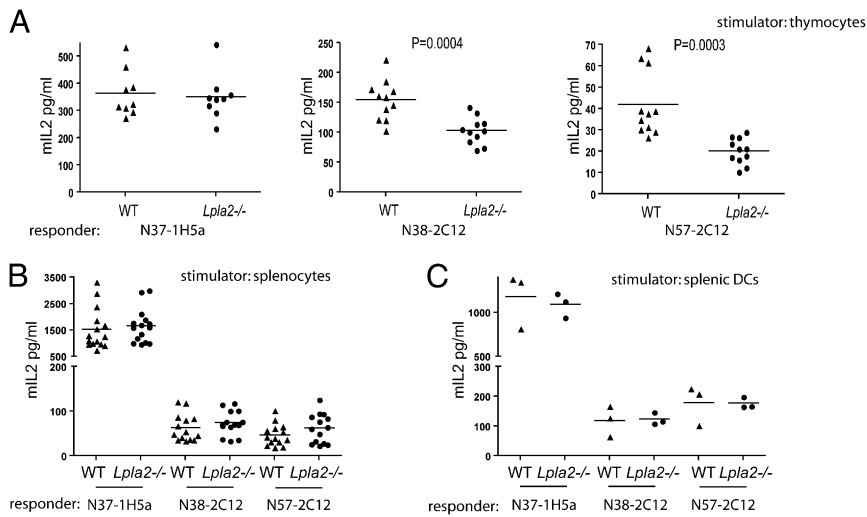 A
stimulator: thymocytes
P=0.0004
P=0.0003
mIL2 pg/ml
500
400
300
200
100
0
mIL2 pg/ml
250
200
150
100
50
0
mIL2 pg/ml
70
60
50
40
30
20
10
0
WT Lpla2-/- WT Lpla2-/- WT Lpla2-/-
responder: N37-1H5a N38-2C12 N57-2C12
B
stimulator: splenocytes
mIL2 pg/ml
3500
2500
1500
500
200
100
0
WT Lpla2-/- WT Lpla2-/- WT Lpla2-/-
responder: N37-1H5a N38-2C12 N57-2C12
C
stimulator: splenic DCs
mIL2 pg/ml
1000
500
300
200
100
0
WT Lpla2-/- WT Lpla2-/- WT Lpla2-/-
responder: N37-1H5a N38-2C12 N57-2C12